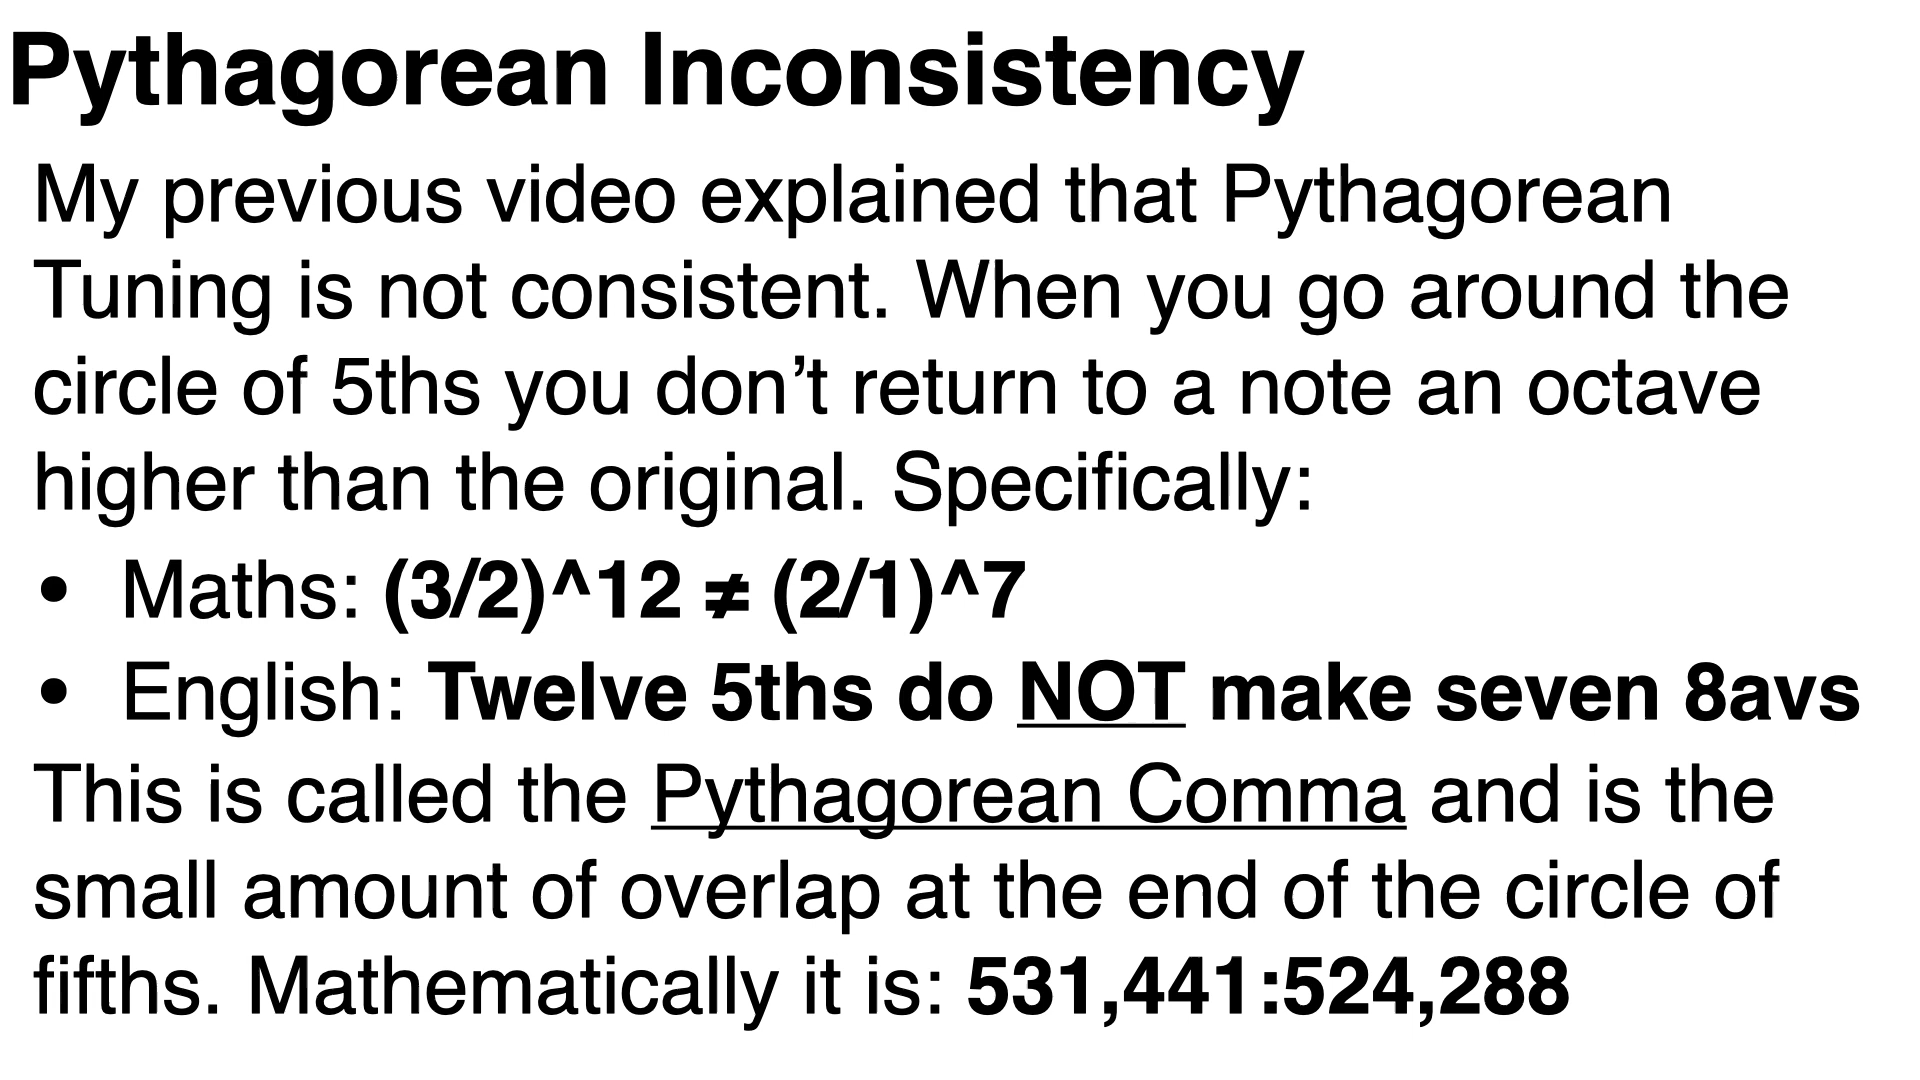 Pythagorean Inconsistency
My previous video explained that Pythagorean
Tuning is not consistent. When you go around the
circle of 5ths you don’t return to a note an octave
higher than the original. Specifically:
• Maths: (3/2)^12 ≠ (2/1)^7
• English: Twelve 5ths do NOT make seven 8avs
This is called the Pythagorean Comma and is the
small amount of overlap at the end of the circle of
fifths. Mathematically it is: 531,441:524,288